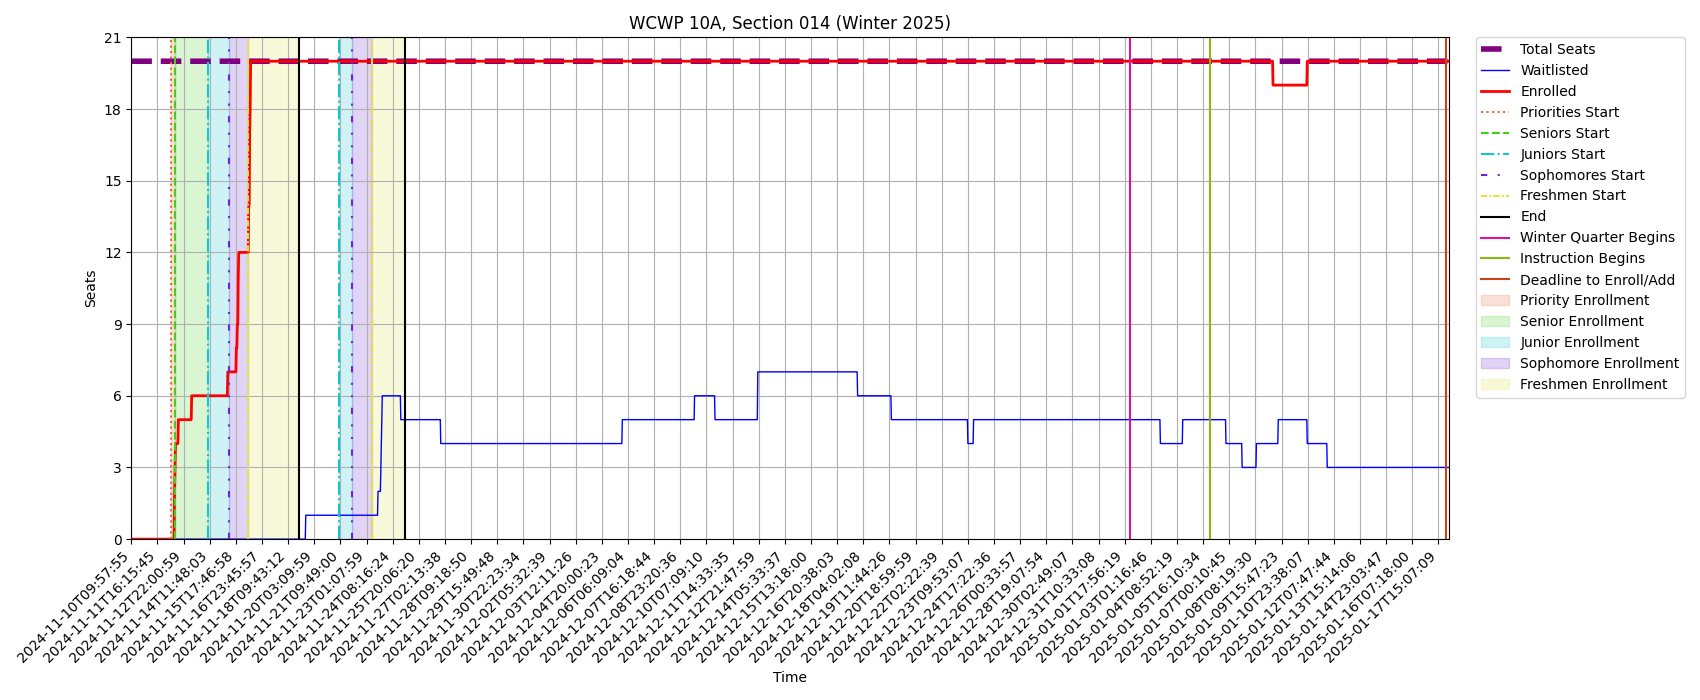 WCWP 10A, Section 014 (Winter 2025)
21
18
15
12
9
6
3
0
Seats
2024-11-10T09:57:55
2024-11-11T16:15:45
2024-11-12T22:00:59
2024-11-14T11:48:03
2024-11-15T17:46:58
2024-11-16T23:45:57
2024-11-18T09:43:12
2024-11-20T03:09:59
2024-11-21T09:49:00
2024-11-23T01:07:59
2024-11-24T08:16:24
2024-11-25T20:06:20
2024-11-27T02:13:38
2024-11-28T09:18:50
2024-11-29T15:49:48
2024-11-30T22:23:34
2024-12-02T05:32:39
2024-12-03T12:11:26
2024-12-04T20:00:23
2024-12-06T06:09:04
2024-12-07T16:18:44
2024-12-08T23:20:36
2024-12-10T07:09:10
2024-12-11T14:33:35
2024-12-12T21:47:59
2024-12-14T05:33:37
2024-12-15T13:18:00
2024-12-16T20:38:03
2024-12-18T04:02:08
2024-12-19T11:44:26
2024-12-20T18:59:59
2024-12-22T02:22:39
2024-12-23T09:53:07
2024-12-24T17:22:36
2024-12-26T00:33:57
2024-12-28T19:07:54
2024-12-30T02:49:07
2024-12-31T10:33:08
2025-01-01T17:56:19
2025-01-03T01:16:46
2025-01-04T08:52:19
2025-01-05T16:10:34
2025-01-07T00:10:45
2025-01-08T08:19:30
2025-01-09T15:47:23
2025-01-10T23:38:07
2025-01-12T07:47:44
2025-01-13T15:14:06
2025-01-14T23:03:47
2025-01-16T07:18:00
2025-01-17T15:07:09
Time
Total Seats
Waitlisted
Enrolled
Priorities Start
Seniors Start
Juniors Start
Sophomores Start
Freshmen Start
End
Winter Quarter Begins
Instruction Begins
Deadline to Enroll/Add
Priority Enrollment
Senior Enrollment
Junior Enrollment
Sophomore Enrollment
Freshmen Enrollment